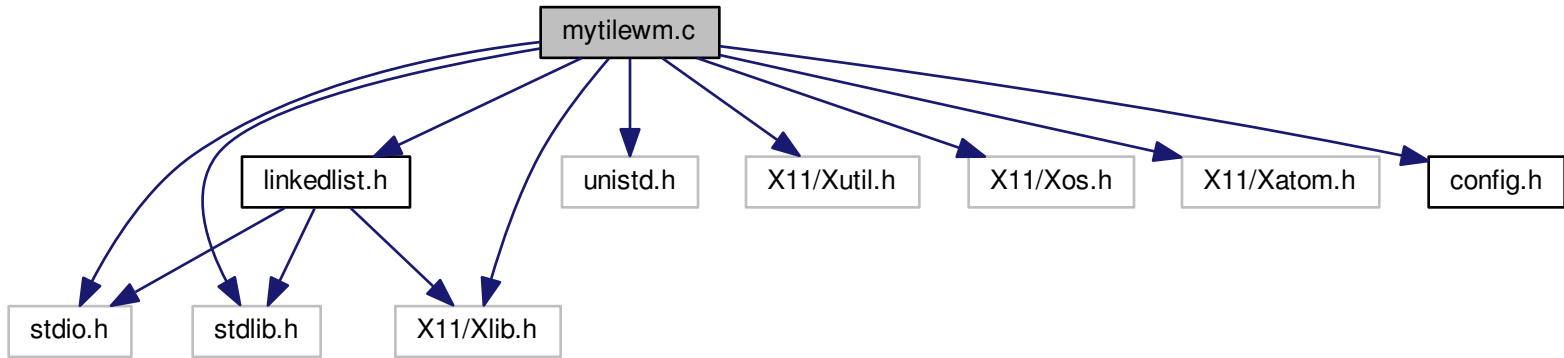 mytilewm.c
linkedlist.h
unistd.h
X11/Xutil.h
X11/Xos.h
X11/Xatom.h
config.h
stdio.h
stdlib.h
X11/Xlib.h